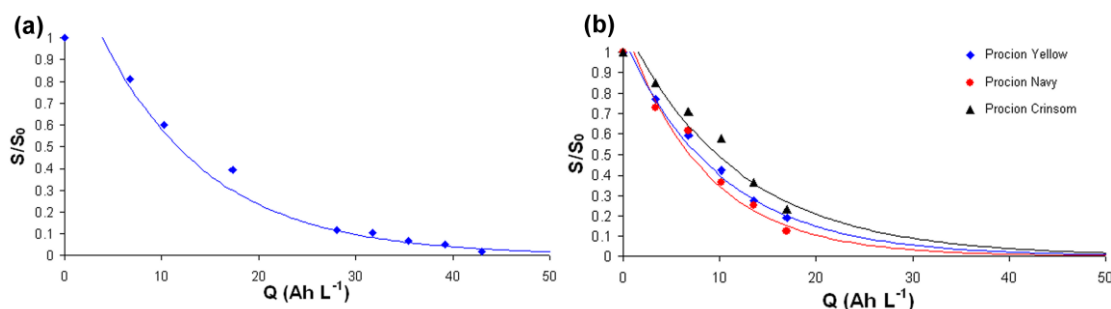 (a)
S/S₀
1
0.9
0.8
0.7
0.6
0.5
0.4
0.3
0.2
0.1
0
0 10 20 30 40 50
Q (Ah L⁻¹)
(b)
S/S₀
1
0.9
0.8
0.7
0.6
0.5
0.4
0.3
0.2
0.1
0
0 10 20 30 40 50
Q (Ah L⁻¹)
Procion Yellow
Procion Navy
Procion Crinsom